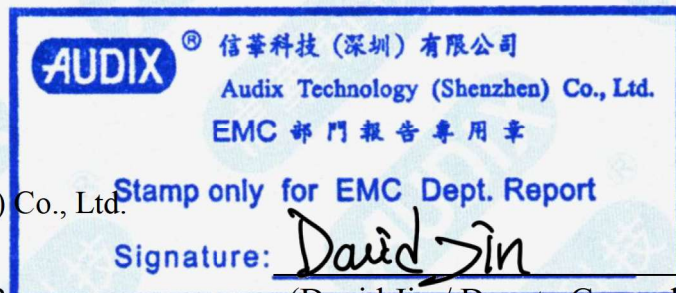 AUDIX ® 信華科技 (深圳) 有限公司
Audix Technology (Shenzhen) Co., Ltd.
EMC 部門報告專用章
) Co., Ltd.
Stamp only for EMC Dept. Report
Signature: David Jin